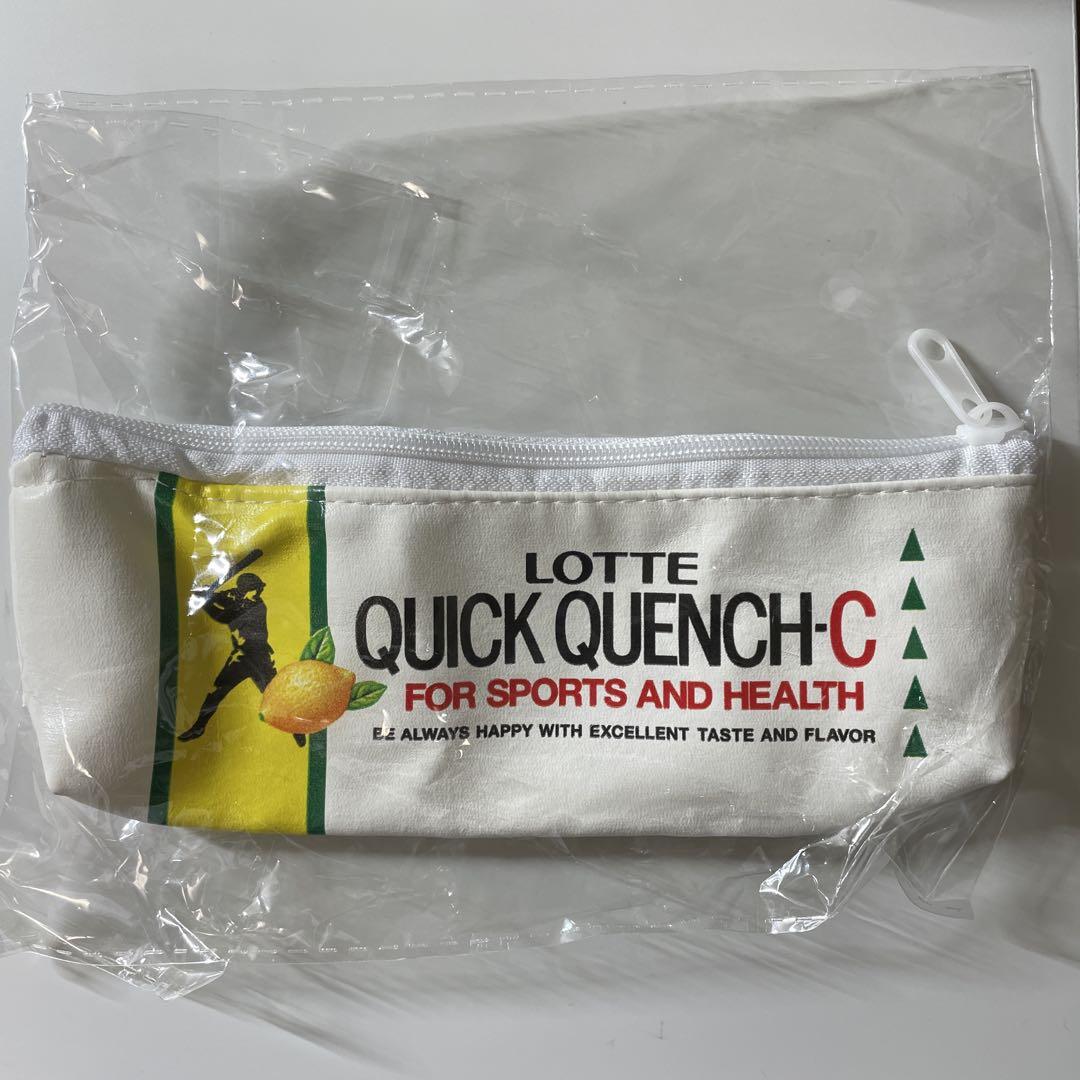 LOTTE
QUICK QUENCH-C
FOR SPORTS AND HEALTH
BE ALWAYS HAPPY WITH EXCELLENT TASTE AND FLAVOR